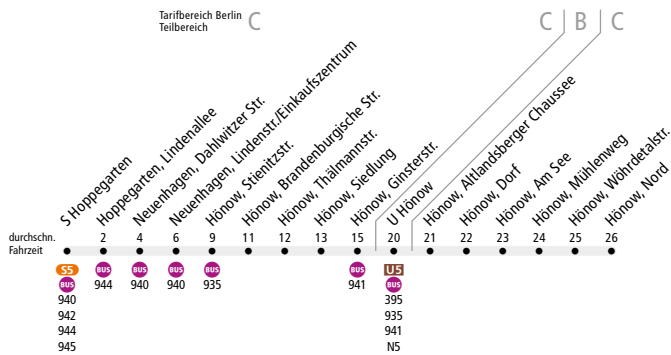 Tarifbereich Berlin
Teilbereich
C
C
B
C
S Hoppegarten
Hoppegarten, Lindenallee
Neuenhagen, Dahlwitzer Str.
Neuenhagen, Lindenstr./Einkaufszentrum
Hönow, Stienitzstr.
Hönow, Brandenburgische Str.
Hönow, Thälmannstr.
Hönow, Siedlung
Hönow, Ginsterstr.
U Hönow
Hönow, Altlandsberger Chaussee
Hönow, Dorf
Hönow, Am See
Hönow, Mühlenweg
Hönow, Wöhrdetalstr.
Hönow, Nord
durchschn. 2 4 6 9 11 12 13 15 20 21 22 23 24 25 26
Fahrzeit
S5 BUS BUS BUS BUS BUS U5
BUS 944 940 940 935 941 BUS
940 395
942 935
944 941
945 N5